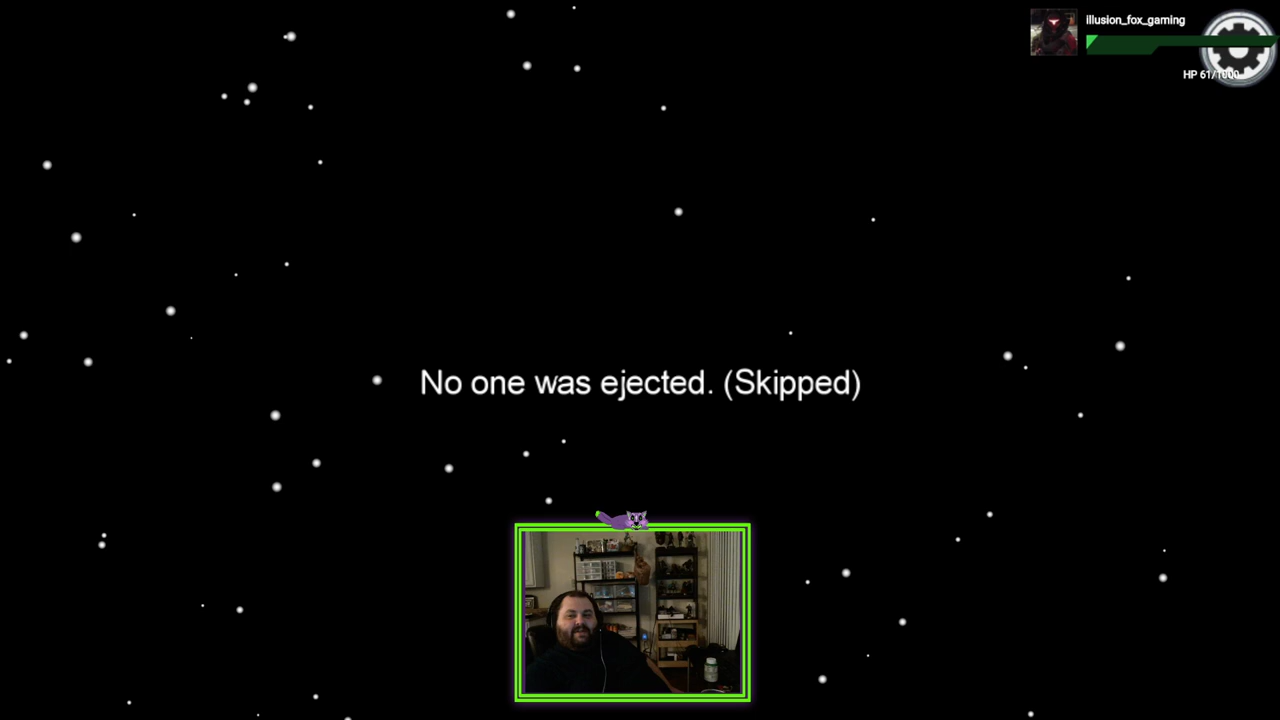 illusion_fox_gaming
HP 61/1000
No one was ejected. (Skipped)